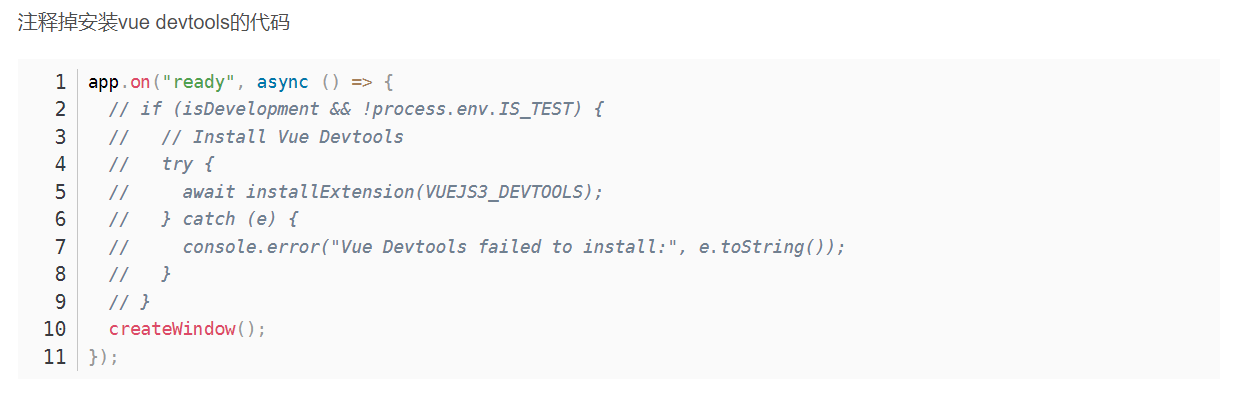 注释掉安装vue devtools的代码
1 app.on("ready", async () => {
2   // if (isDevelopment && !process.env.IS_TEST) {
3   //   // Install Vue Devtools
4   //   try {
5   //     await installExtension(VUEJS3_DEVTOOLS);
6   //   } catch (e) {
7   //     console.error("Vue Devtools failed to install:", e.toString());
8   //   }
9   // }
10   createWindow();
11 });